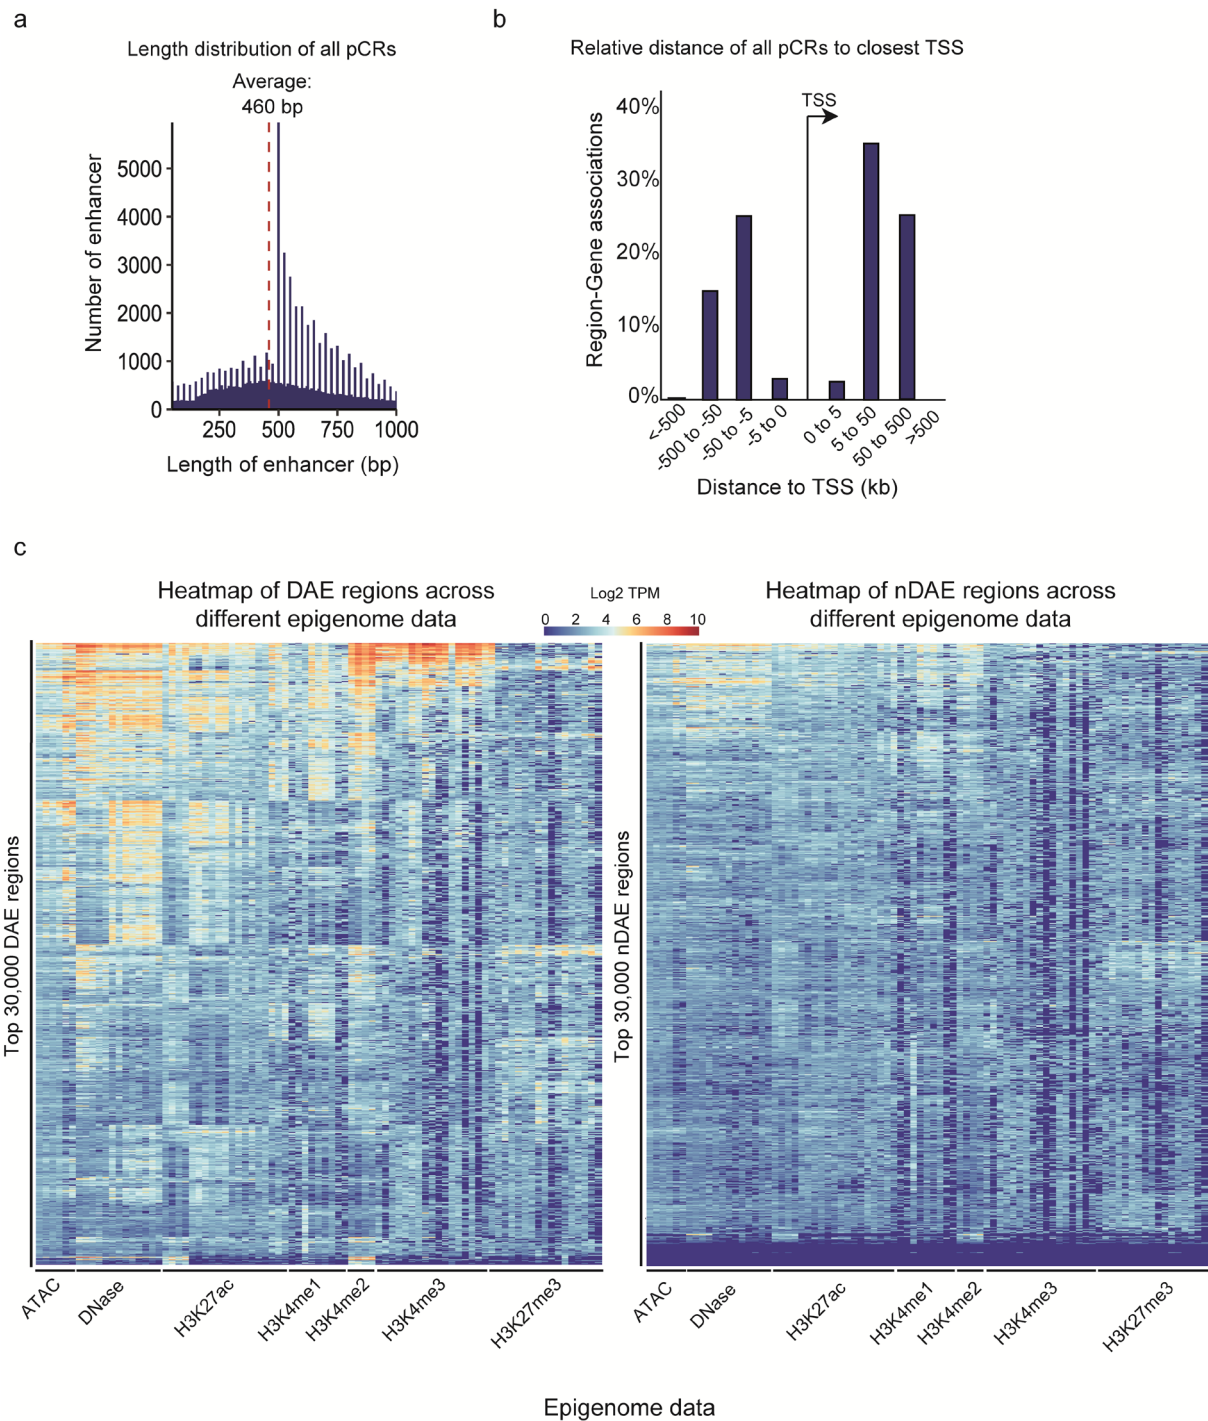 a
Length distribution of all pCRs
Average:
460 bp
Number of enhancer
5000
4000
3000
2000
1000
0
250 500 750 1000
Length of enhancer (bp)
b
Relative distance of all pCRs to closest TSS
TSS
Region-Gene associations
40%
30%
20%
10%
0%
<-500 -500 to -50 -50 to -5 -5 to 0 0 to 5 5 to 50 50 to 500 >500
Distance to TSS (kb)
c
Heatmap of DAE regions across
different epigenome data
Log2 TPM
0 2 4 6 8 10
Heatmap of nDAE regions across
different epigenome data
Top 30,000 DAE regions
Top 30,000 nDAE regions
ATAC DNase H3K27ac H3K4me1 H3K4me2 H3K4me3 H3K27me3
ATAC DNase H3K27ac H3K4me1 H3K4me2 H3K4me3 H3K27me3
Epigenome data